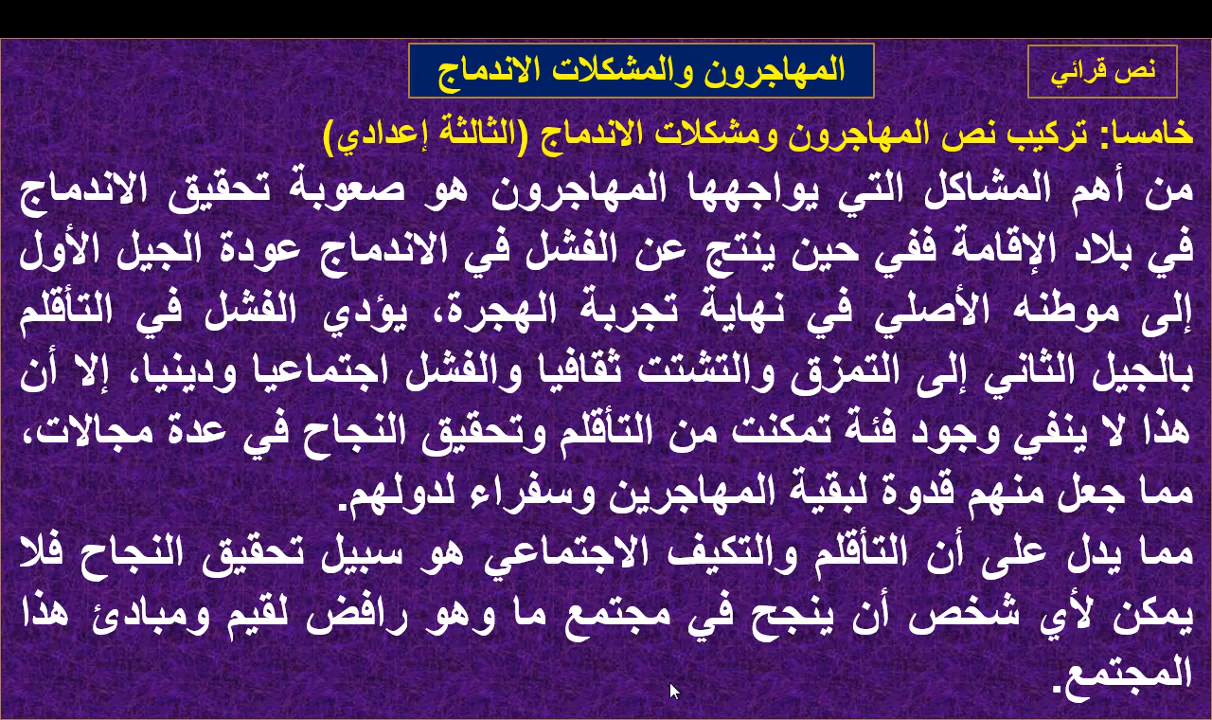 نص قرائي
المهاجرون والمشكلات الاندماج
خامسا: تركيب نص المهاجرون ومشكلات الاندماج (الثالثة إعدادي)
من أهم المشاكل التي يواجهها المهاجرون هو صعوبة تحقيق الاندماج
في بلاد الإقامة ففي حين ينتج عن الفشل في الاندماج عودة الجيل الأول
إلى موطنه الأصلي في نهاية تجربة الهجرة، يؤدي الفشل في التأقلم
بالجيل الثاني إلى التمزق والتشتت ثقافيا والفشل اجتماعيا ودينيا، إلا أن
هذا لا ينفي وجود فئة تمكنت من التأقلم وتحقيق النجاح في عدة مجالات،
مما جعل منهم قدوة لبقية المهاجرين وسفراء لدولهم.
مما يدل على أن التأقلم والتكيف الاجتماعي هو سبيل تحقيق النجاح فلا
يمكن لأي شخص أن ينجح في مجتمع ما وهو رافض لقيم ومبادئ هذا
المجتمع.